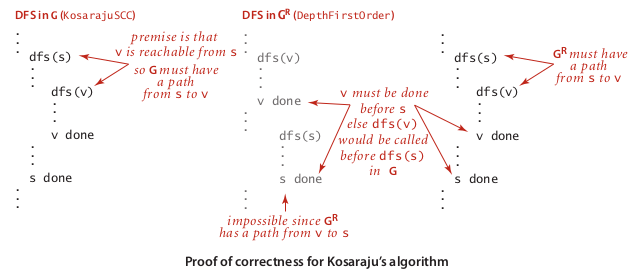 DFS in G (KosarajuSCC)
premise is that
v is reachable from s
dfs(s)
so G must have
a path
from s to v
dfs(v)
v done
s done
DFS in GR (DepthFirstOrder)
dfs(v)
v done
dfs(s)
s done
v must be done
before s
else dfs(v)
would be called
before dfs(s)
in G
impossible since GR
has a path from v to s
dfs(s)
dfs(v)
v done
s done
GR must have
a path
from s to v
Proof of correctness for Kosaraju's algorithm